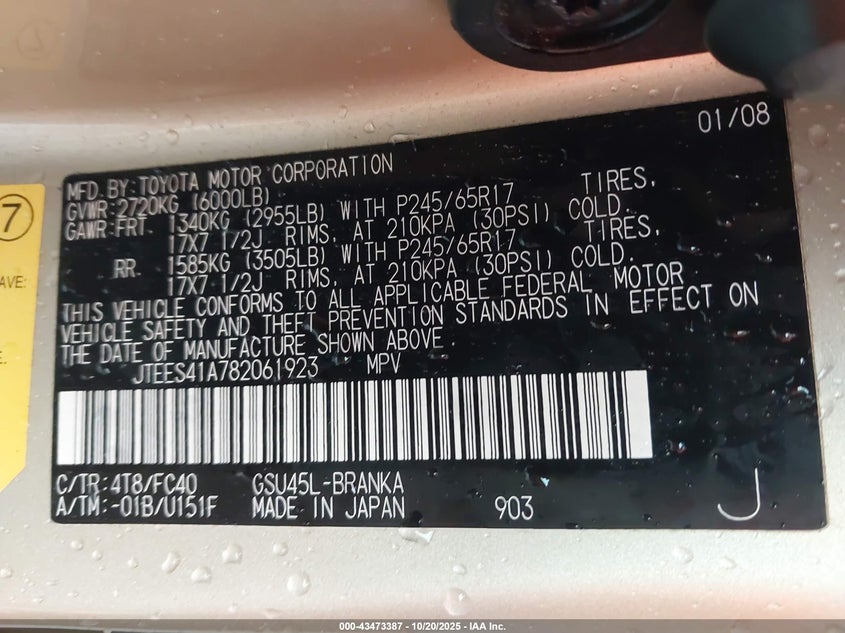 01/08
MFD. BY: TOYOTA MOTOR CORPORATION
GVWR: 2720KG (6000LB)
GAWR: FRT. 1340KG (2955LB) WITH P245/65R17 TIRES,
17X7 1/2J. RIMS, AT 210KPA (30PSI) COLD.
RR. 1585KG (3505LB) WITH P245/65R17 TIRES,
17X7 1/2J. RIMS, AT 210KPA (30PSI) COLD.
THIS VEHICLE CONFORMS TO ALL APPLICABLE FEDERAL MOTOR
VEHICLE SAFETY AND THEFT PREVENTION STANDARDS IN EFFECT ON
THE DATE OF MANUFACTURE SHOWN ABOVE.
JTEES41A782061923 MPV
C/TR: 4T8/FC40 GSU45L-BRANKA
A/TM: -01B/U151F MADE IN JAPAN 903 J
7
AVE:
E.
000-43473387 - 10/20/2025 - IAA Inc.